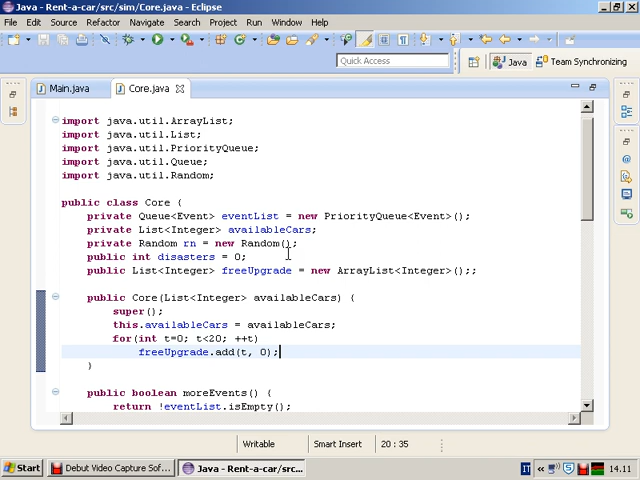 Java - Rent-a-car/src/sim/Core.java - Eclipse
File Edit Source Refactor Navigate Search Project Run Window Help
Quick Access
Java
Team Synchronizing
Main.java
Core.java
import java.util.ArrayList;
import java.util.List;
import java.util.PriorityQueue;
import java.util.Queue;
import java.util.Random;
public class Core {
private Queue<Event> eventList = new PriorityQueue<Event>();
private List<Integer> availableCars;
private Random rn = new Random();
public int disasters = 0;
public List<Integer> freeUpgrade = new ArrayList<Integer>();;
public Core(List<Integer> availableCars) {
super();
this.availableCars = availableCars;
for(int t=0; t<20; ++t)
freeUpgrade.add(t, 0);
}
public boolean moreEvents() {
return !eventList.isEmpty();
Writable
Smart Insert
20 : 35
Start
Debut Video Capture Sof...
Java - Rent-a-car/src...
IT
14.11